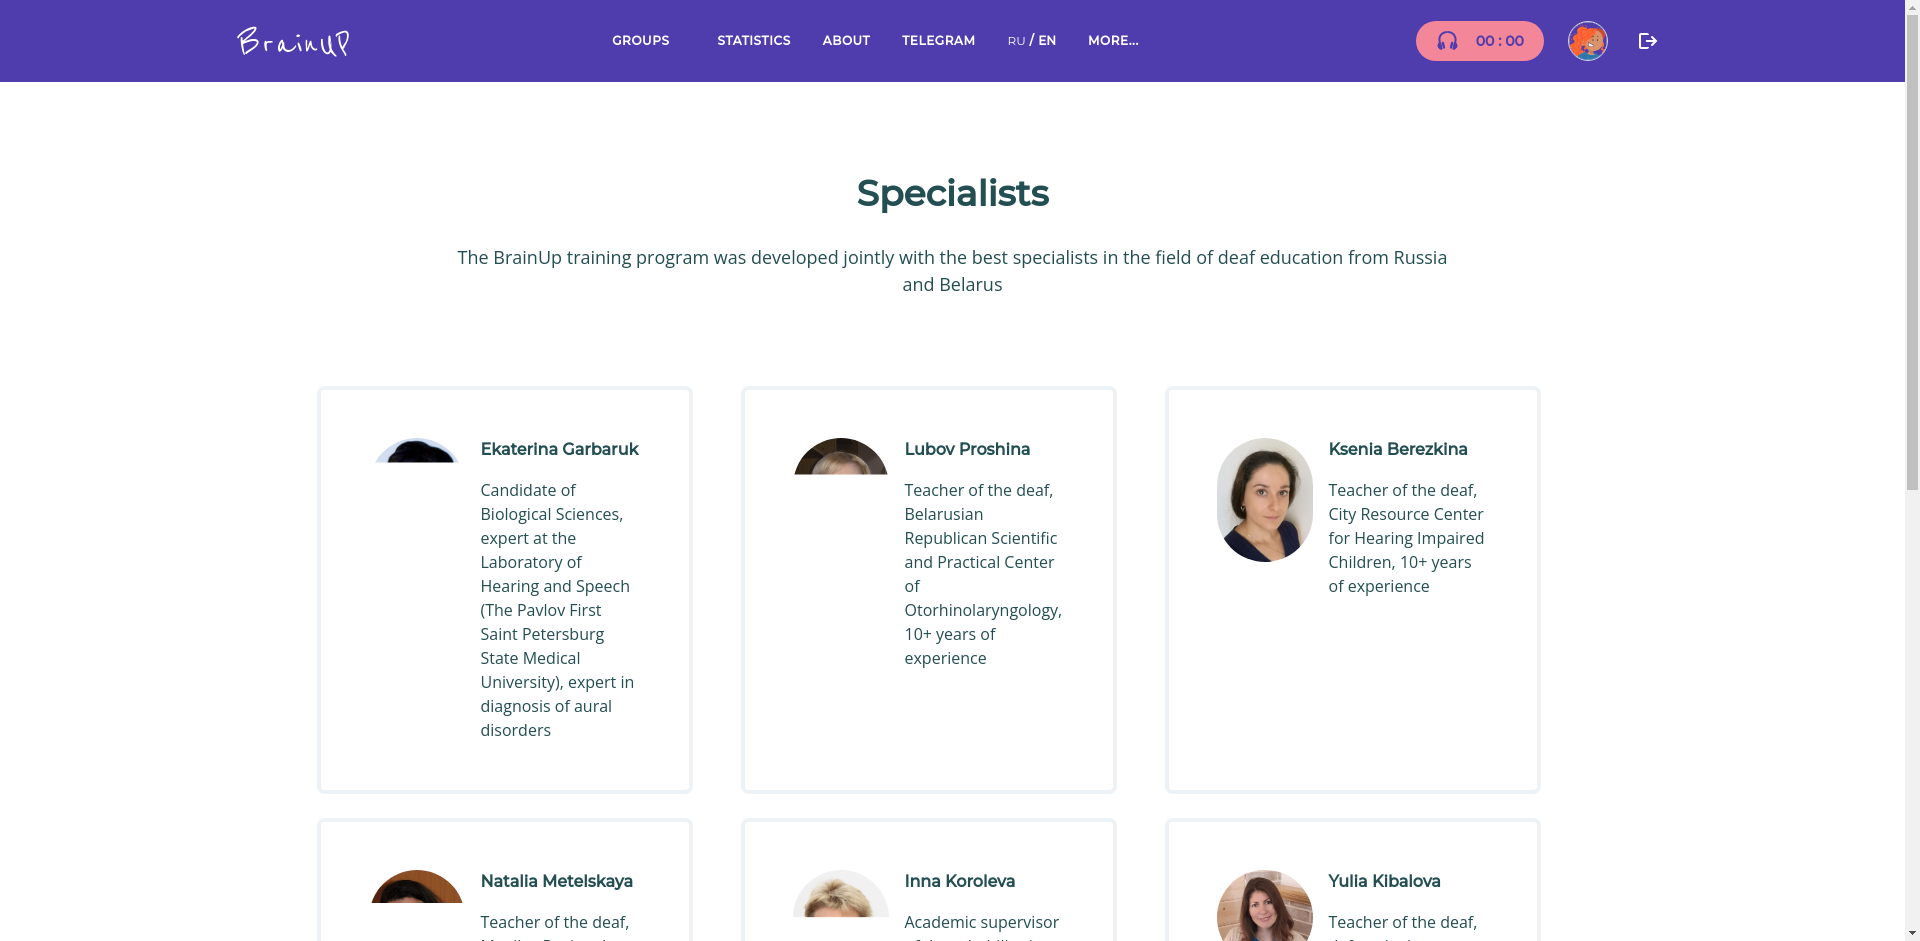 BrainUP
GROUPS
STATISTICS
ABOUT
TELEGRAM
RU / EN
MORE...
00 : 00
Specialists
The BrainUp training program was developed jointly with the best specialists in the field of deaf education from Russia
and Belarus
Ekaterina Garbaruk
Candidate of
Biological Sciences,
expert at the
Laboratory of
Hearing and Speech
(The Pavlov First
Saint Petersburg
State Medical
University), expert in
diagnosis of aural
disorders
Lubov Proshina
Teacher of the deaf,
Belarusian
Republican Scientific
and Practical Center
of
Otorhinolaryngology,
10+ years of
experience
Ksenia Berezkina
Teacher of the deaf,
City Resource Center
for Hearing Impaired
Children, 10+ years
of experience
Natalia Metelskaya
Teacher of the deaf,
Inna Koroleva
Academic supervisor
Yulia Kibalova
Teacher of the deaf,